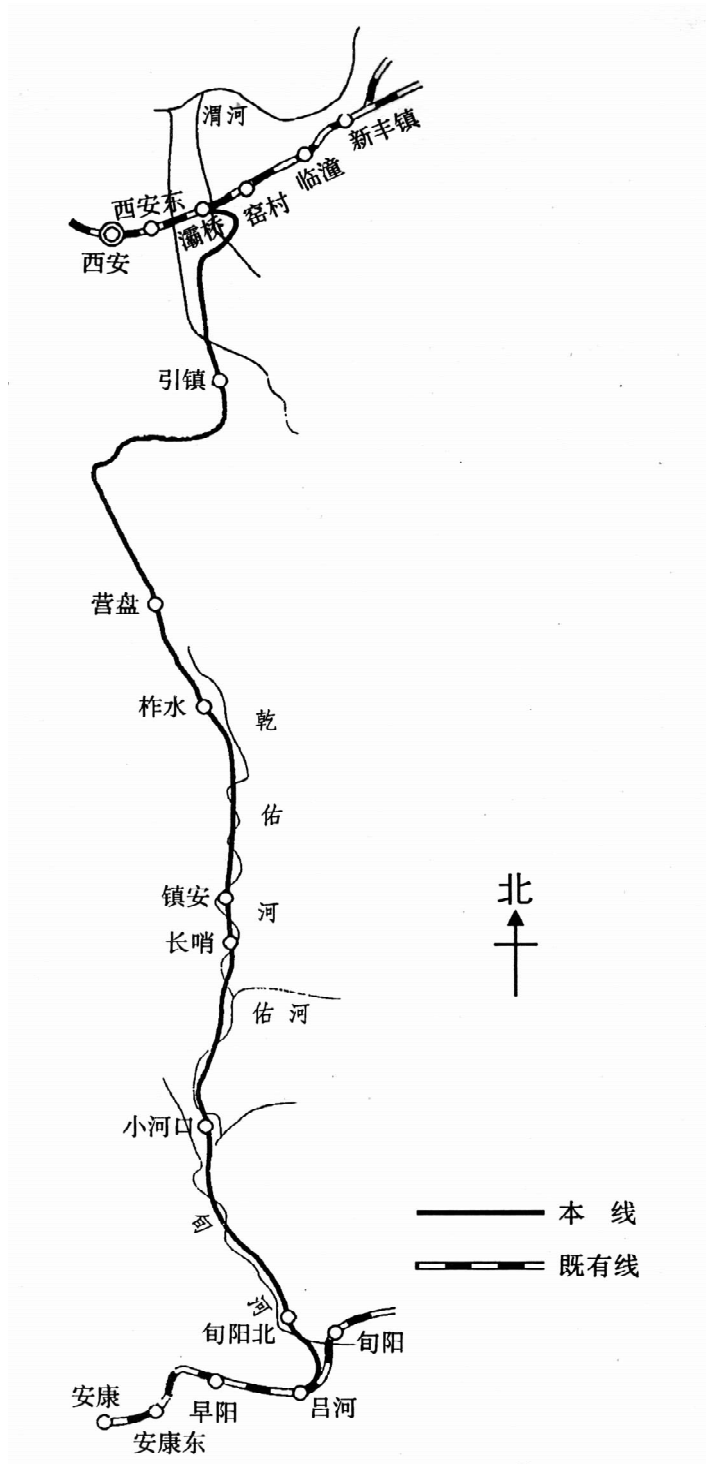 渭河
新丰镇
临潼
窑村
西安东
灞桥
西安
引镇
营盘
柞水
乾
佑
河
镇安
长哨
北
佑河
小河口
旬
河
本 线
既有线
旬阳北
旬阳
安康
早阳
吕河
安康东